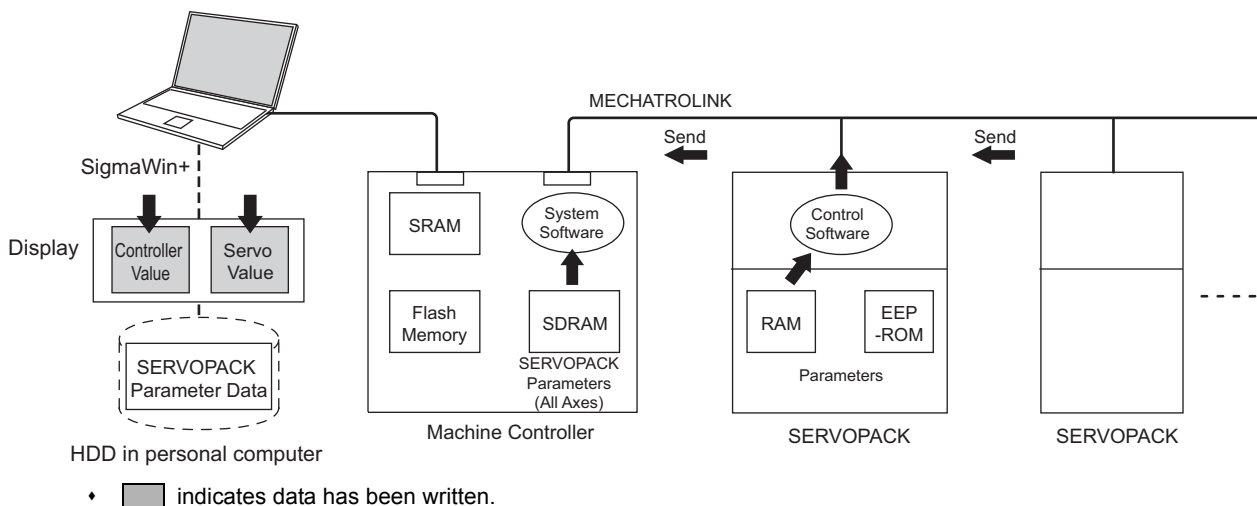 MECHATROLINK
Send
Send
SigmaWin+
Display
Controller
Value
Servo
Value
SERVOPACK
Parameter Data
HDD in personal computer
SRAM
System
Software
Flash
Memory
SDRAM
SERVOPACK
Parameters
(All Axes)
Machine Controller
Control
Software
RAM
EEP
-ROM
Parameters
SERVOPACK
SERVOPACK
indicates data has been written.